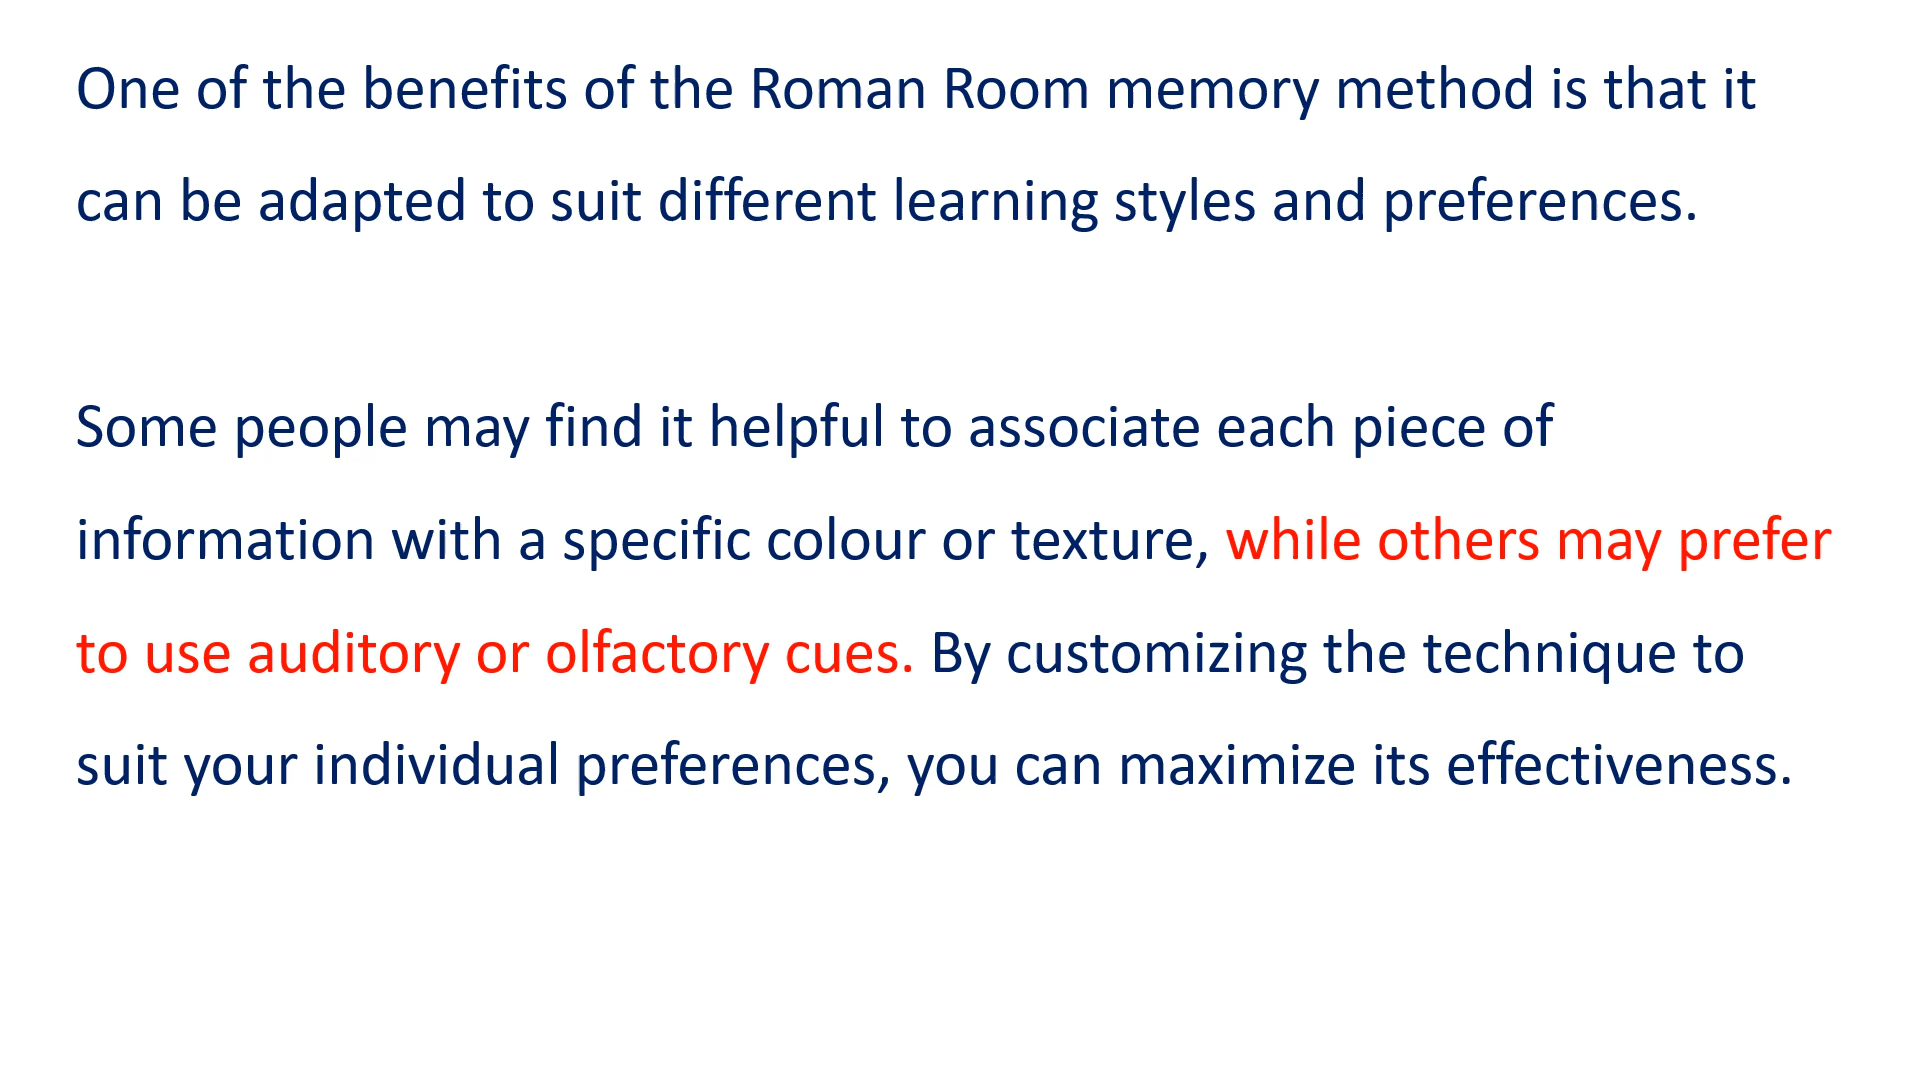 One of the benefits of the Roman Room memory method is that it
can be adapted to suit different learning styles and preferences.
Some people may find it helpful to associate each piece of
information with a specific colour or texture, while others may prefer
to use auditory or olfactory cues. By customizing the technique to
suit your individual preferences, you can maximize its effectiveness.